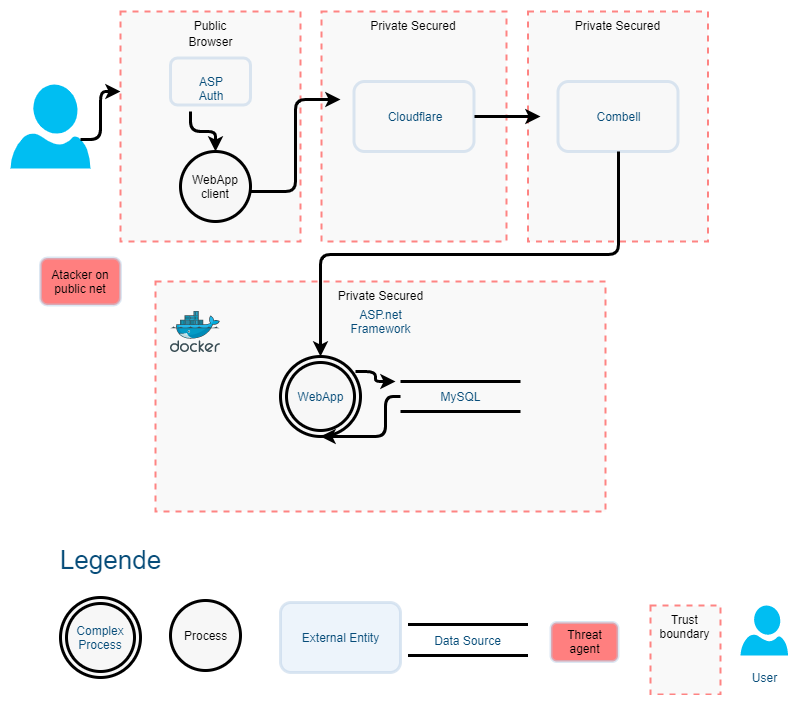 Public
Browser
Private Secured
Private Secured
ASP
Auth
Cloudflare
Combell
WebApp
client
Atacker on
public net
Private Secured
ASP.net
Framework
docker
WebApp
MySQL
Legende
Complex
Process
Process
External Entity
Data Source
Threat
agent
Trust
boundary
User